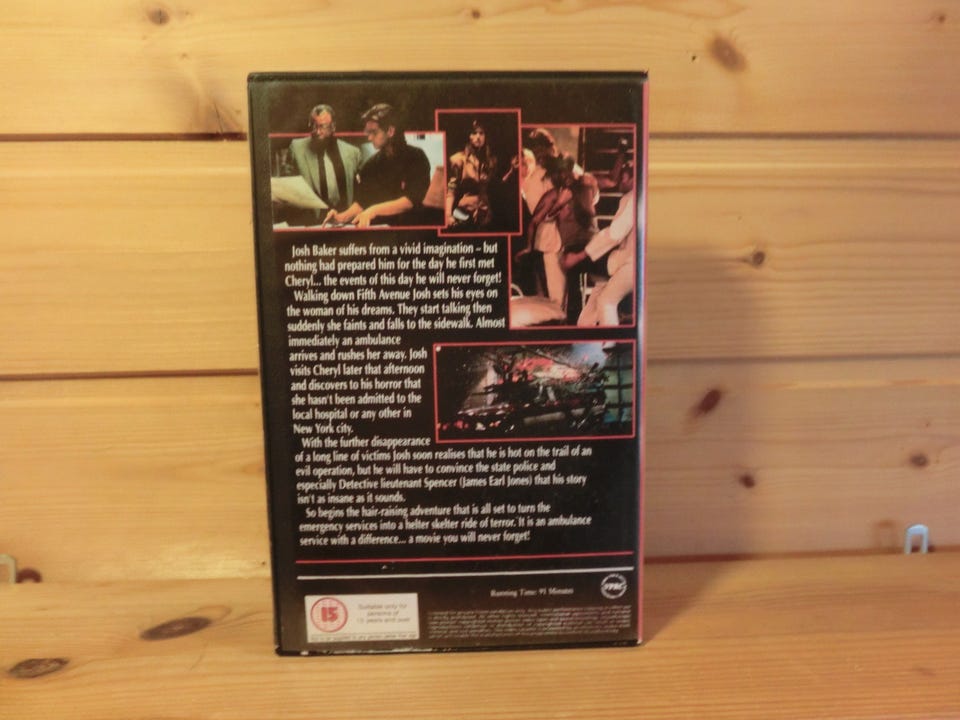 Josh Baker suffers from a vivid imagination – but
nothing had prepared him for the day he first met
Cheryl... the events of this day he will never forget!
Walking down Fifth Avenue Josh sets his eyes on
the woman of his dreams. They start talking then
suddenly she faints and falls to the sidewalk. Almost
immediately an ambulance
arrives and rushes her away. Josh
visits Cheryl later that afternoon
and discovers to his horror that
she hasn't been admitted to the
local hospital or any other in
New York city.
With the further disappearance
of a long line of victims Josh soon realises that he is hot on the trail of an
evil operation, but he will have to convince the state police and
especially Detective lieutenant Spencer (James Earl Jones) that his story
isn't as insane as it sounds.
So begins the hair-raising adventure that is all set to turn the
emergency services into a helter skelter ride of terror. It is an ambulance
service with a difference... a movie you will never forget!
Running Time: 91 Minutes
15
Suitable only for
persons of
15 years and over